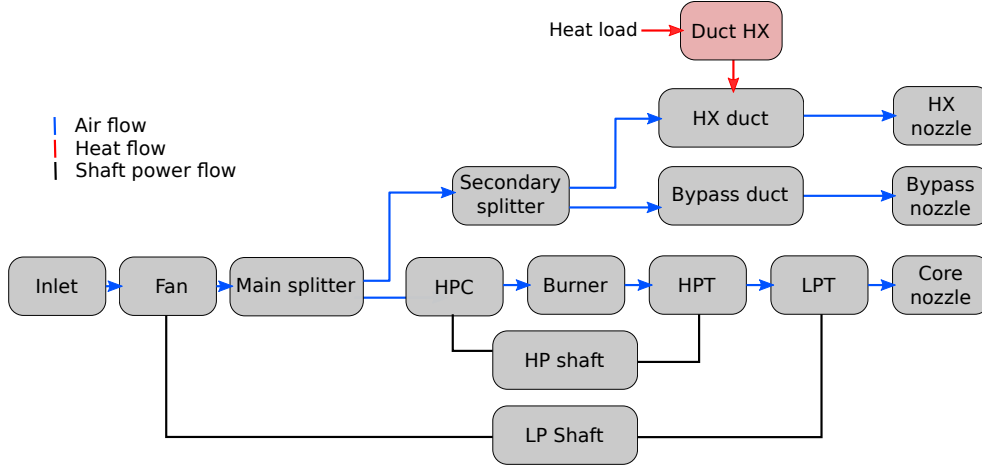 Heat load
Duct HX
Air flow
Heat flow
Shaft power flow
HX duct
HX
nozzle
Secondary
splitter
Bypass duct
Bypass
nozzle
Inlet
Fan
Main splitter
HPC
Burner
HPT
LPT
Core
nozzle
HP shaft
LP Shaft